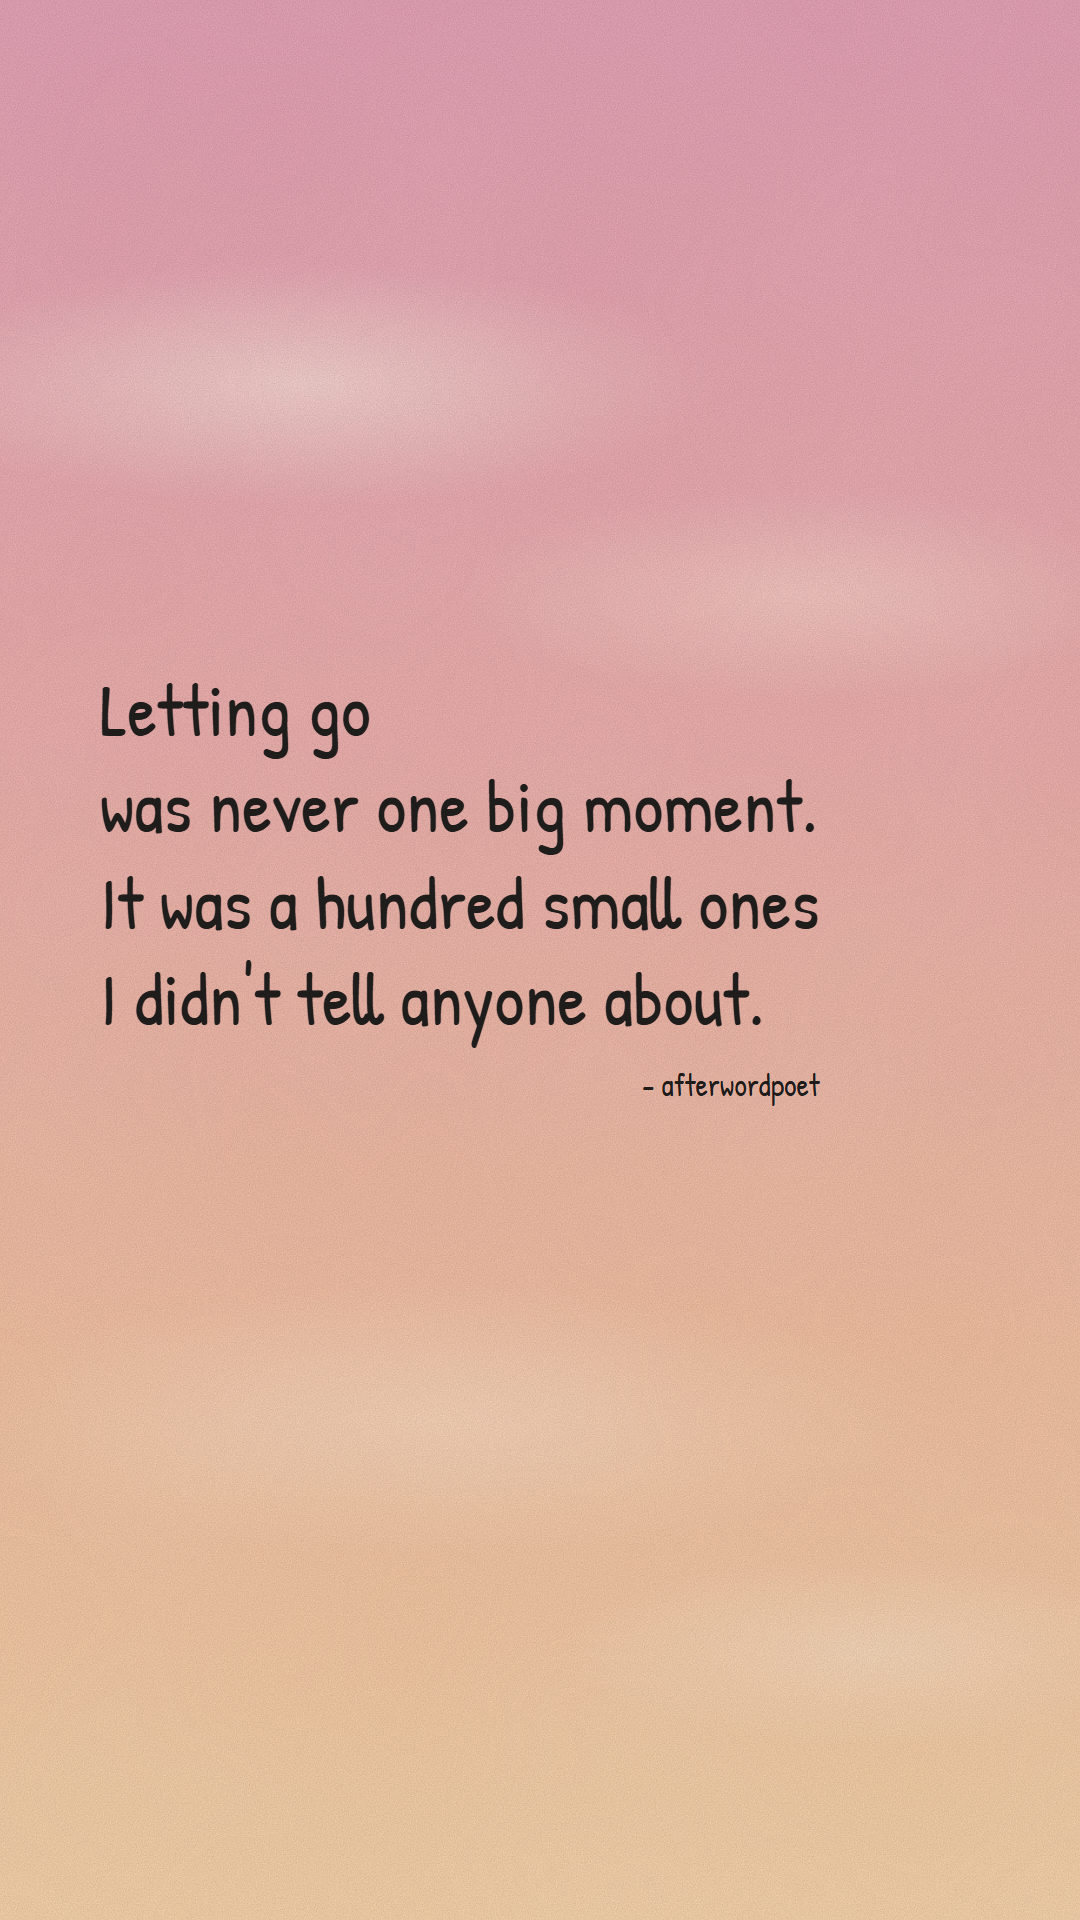 Letting go
was never one big moment.
It was a hundred small ones
I didn't tell anyone about.
- afterwordpoet